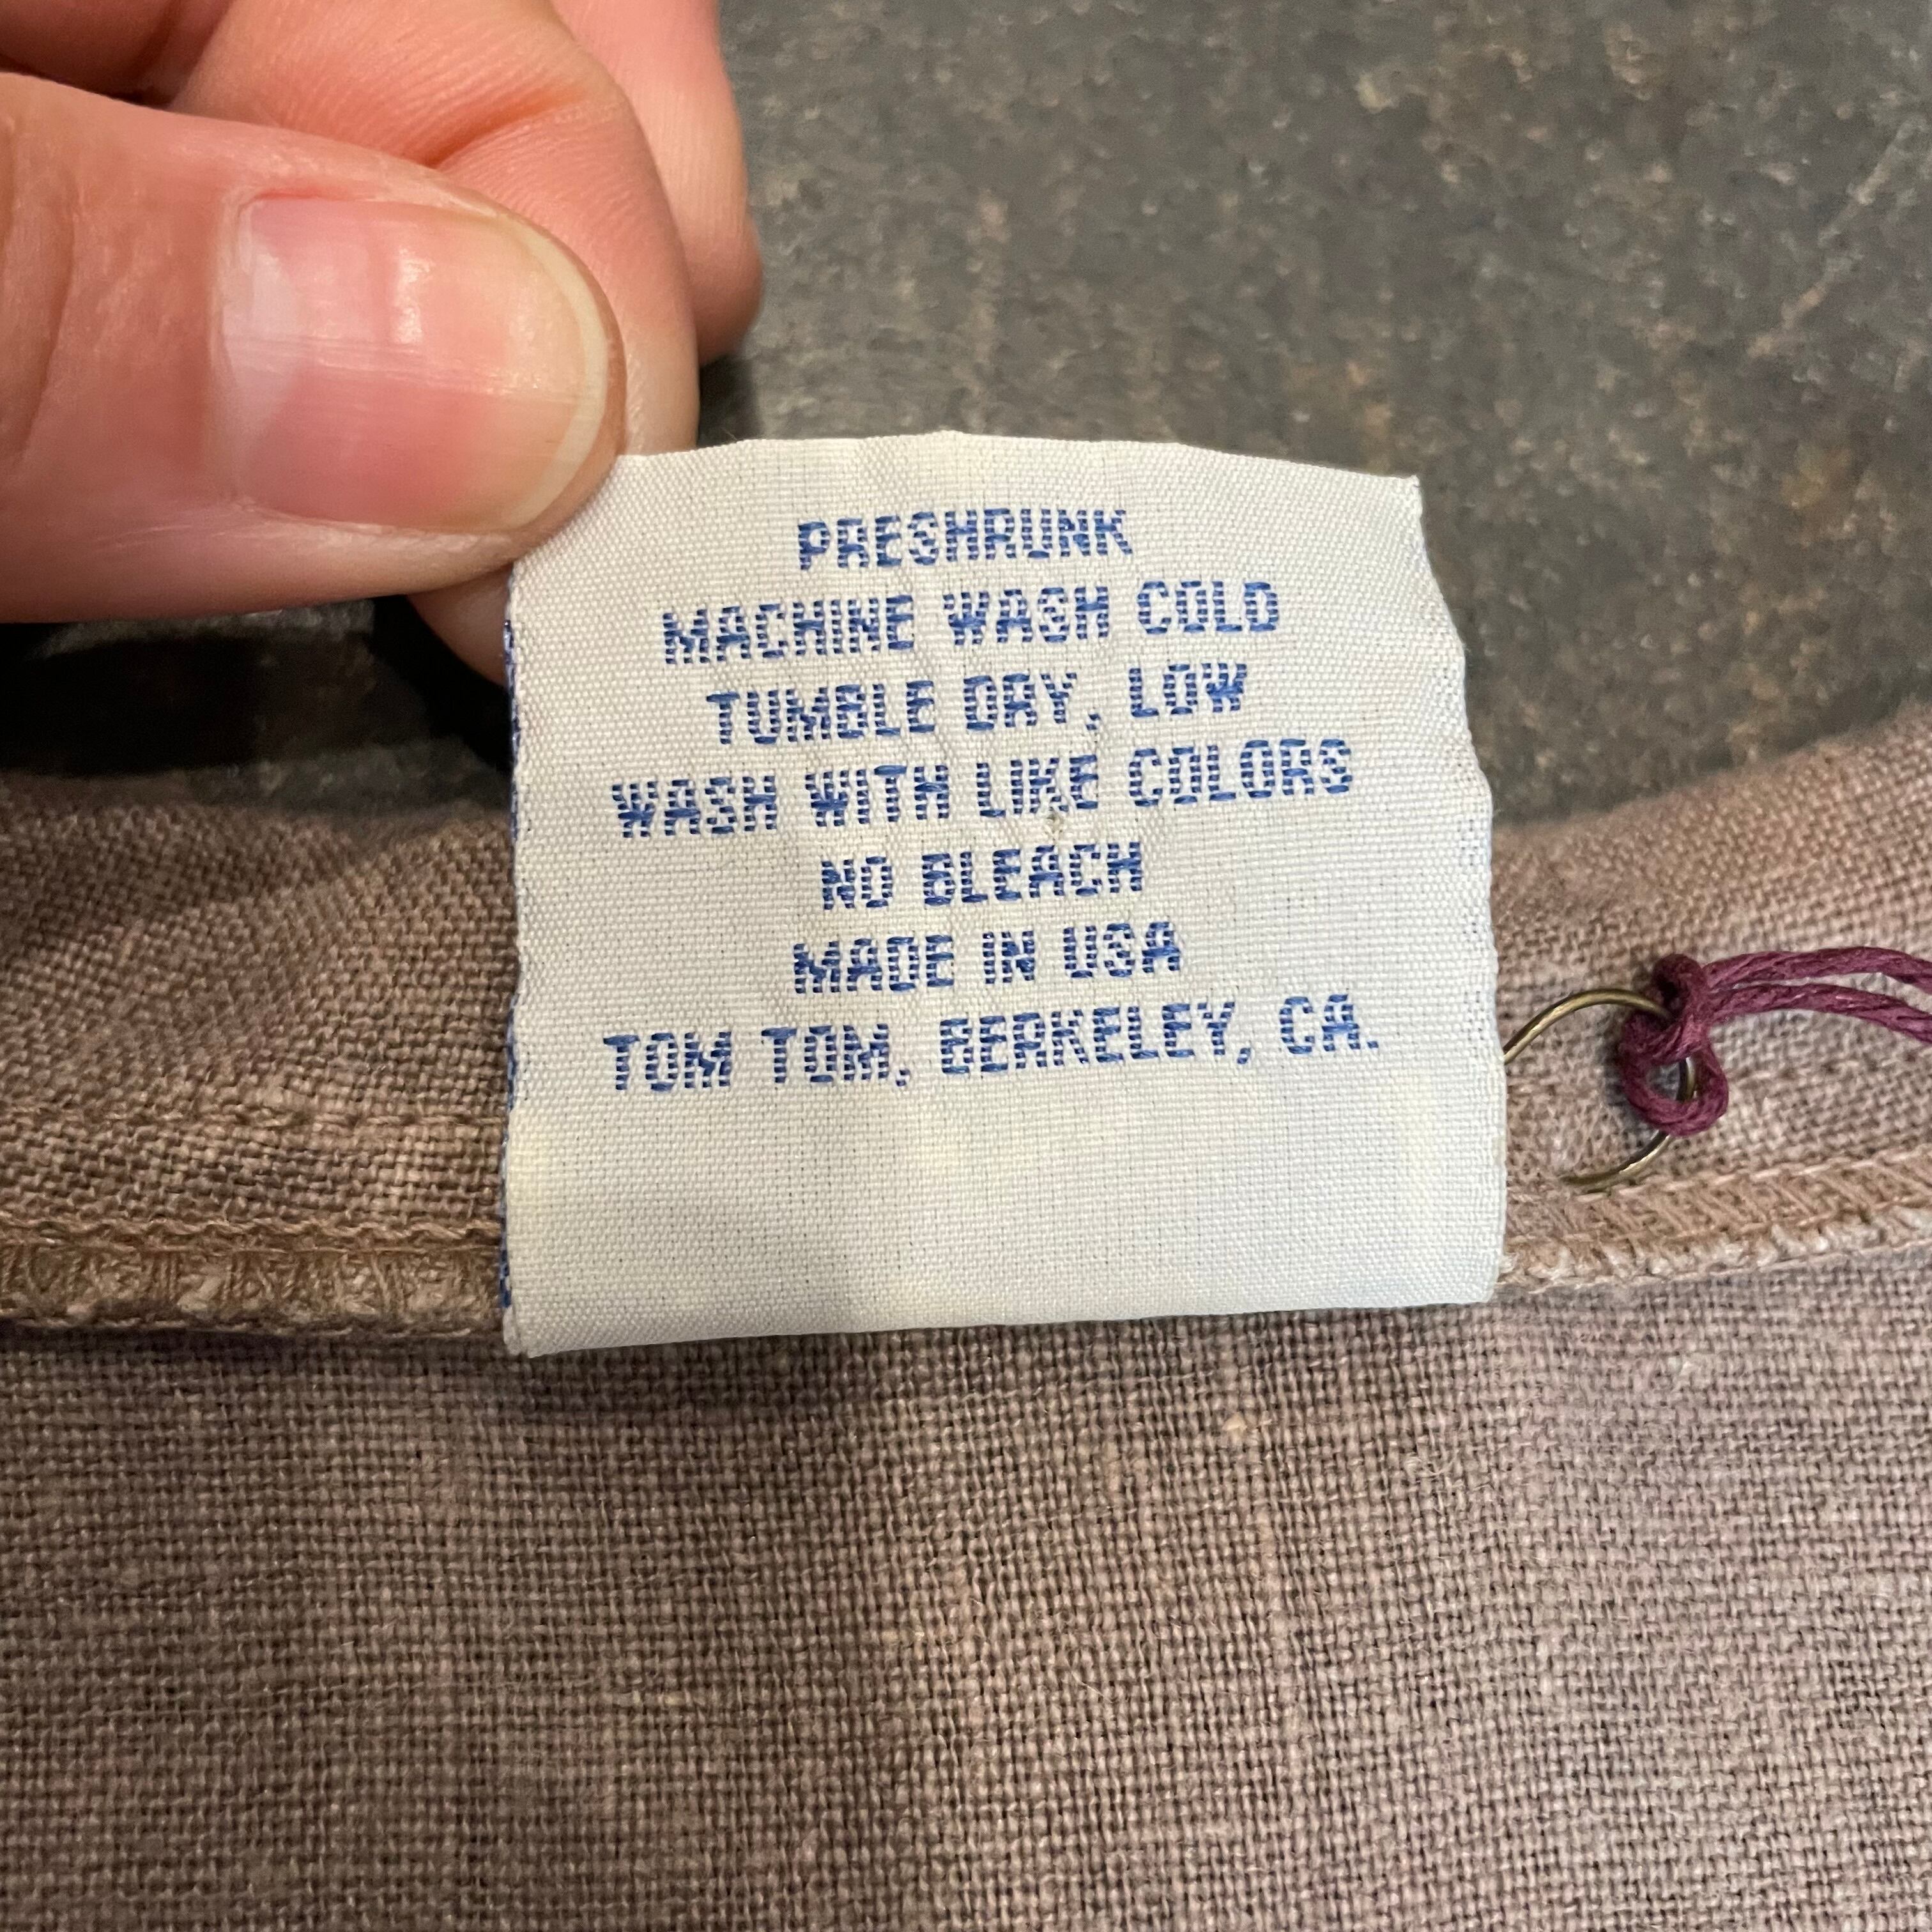 PRESHRUNK
MACHINE WASH COLD
TUMBLE DRY, LOW
WASH WITH LIKE COLORS
NO BLEACH
MADE IN USA
TOM TOM, BERKELEY, CA.